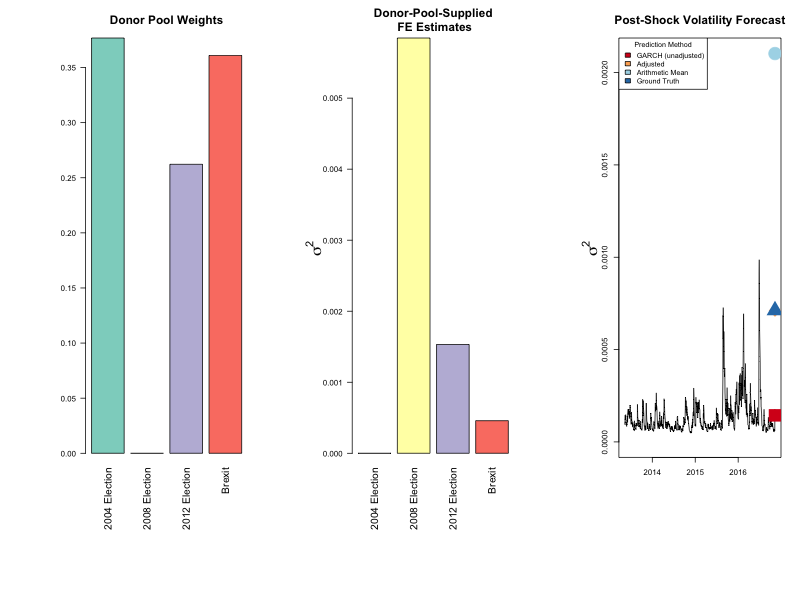 Donor Pool Weights
0.35
0.30
0.25
0.20
0.15
0.10
0.05
0.00
2004 Election
2008 Election
2012 Election
Brexit
Donor-Pool-Supplied
FE Estimates
σ²
0.005
0.004
0.003
0.002
0.001
0.000
2004 Election
2008 Election
2012 Election
Brexit
Post-Shock Volatility Forecast
Prediction Method
GARCH (unadjusted)
Adjusted
Arithmetic Mean
Ground Truth
σ²
0.0020
0.0015
0.0010
0.0005
0.0000
2014
2015
2016